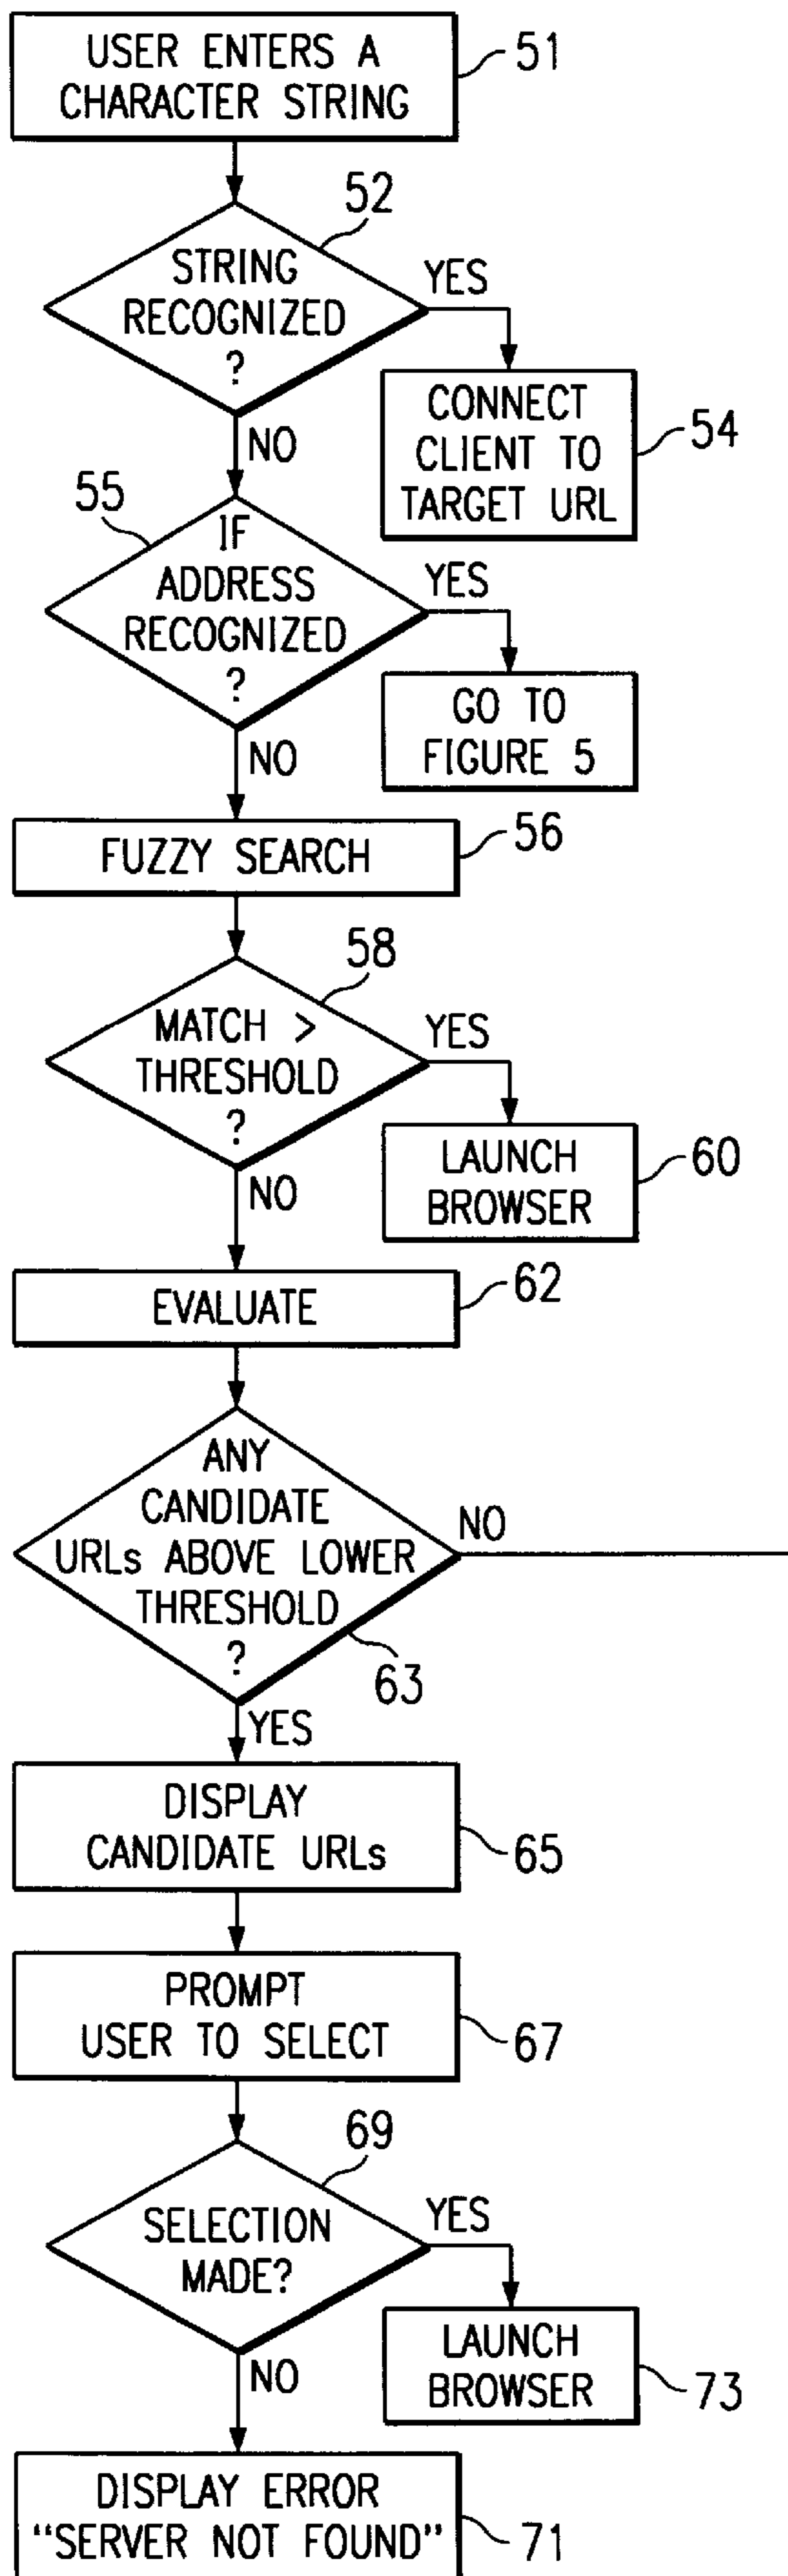 USER ENTERS A
CHARACTER STRING
51
52
STRING
RECOGNIZED
?
YES
CONNECT
CLIENT TO
TARGET URL
54
NO
55
IF
ADDRESS
RECOGNIZED
?
YES
GO TO
FIGURE 5
NO
FUZZY SEARCH
56
58
MATCH >
THRESHOLD
?
YES
LAUNCH
BROWSER
60
NO
EVALUATE
62
ANY
CANDIDATE
URLs ABOVE LOWER
THRESHOLD
?
NO
63
YES
DISPLAY
CANDIDATE URLs
65
PROMPT
USER TO SELECT
67
69
SELECTION
MADE?
YES
LAUNCH
BROWSER
73
NO
DISPLAY ERROR
“SERVER NOT FOUND”
71